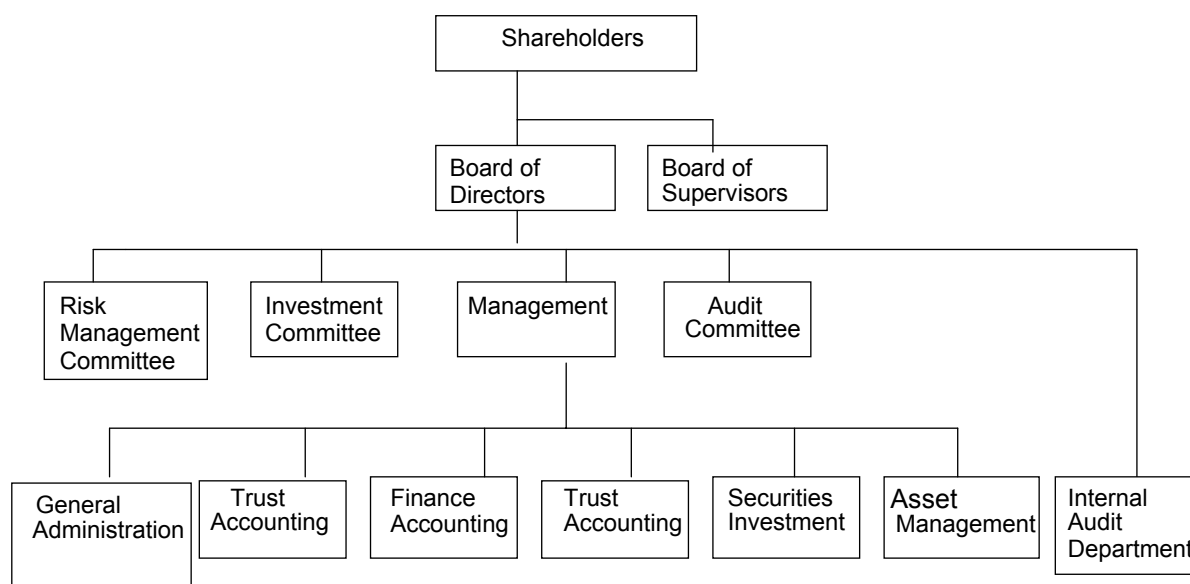 Shareholders
Board of
Directors
Board of
Supervisors
Risk
Management
Committee
Investment
Committee
Management
Audit
Committee
General
Administration
Trust
Accounting
Finance
Accounting
Trust
Accounting
Securities
Investment
Asset
Management
Internal
Audit
Department